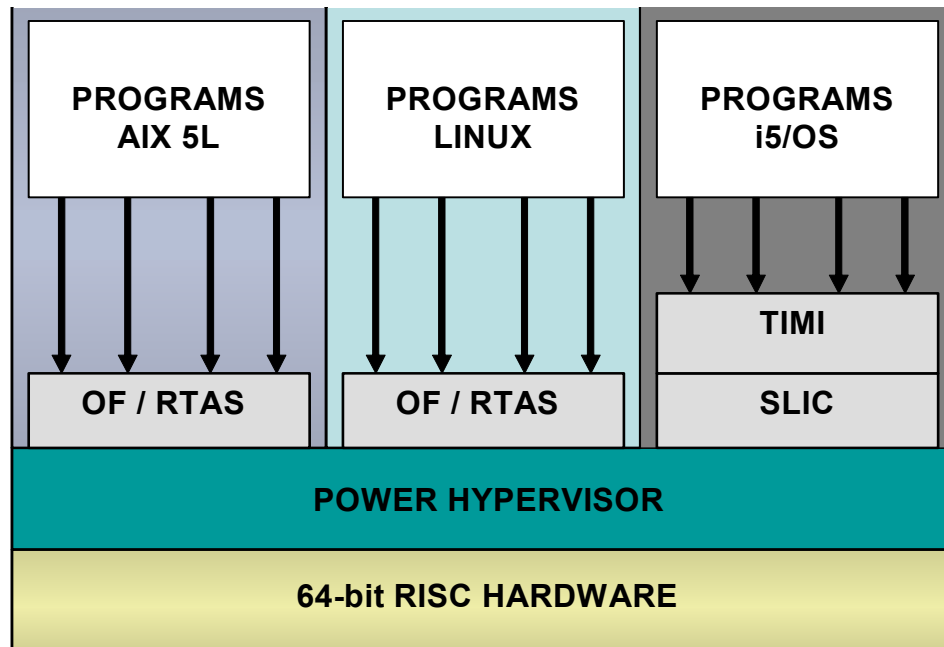 PROGRAMS
AIX 5L
PROGRAMS
LINUX
PROGRAMS
i5/OS
TIMI
OF / RTAS
OF / RTAS
SLIC
POWER HYPERVISOR
64-bit RISC HARDWARE